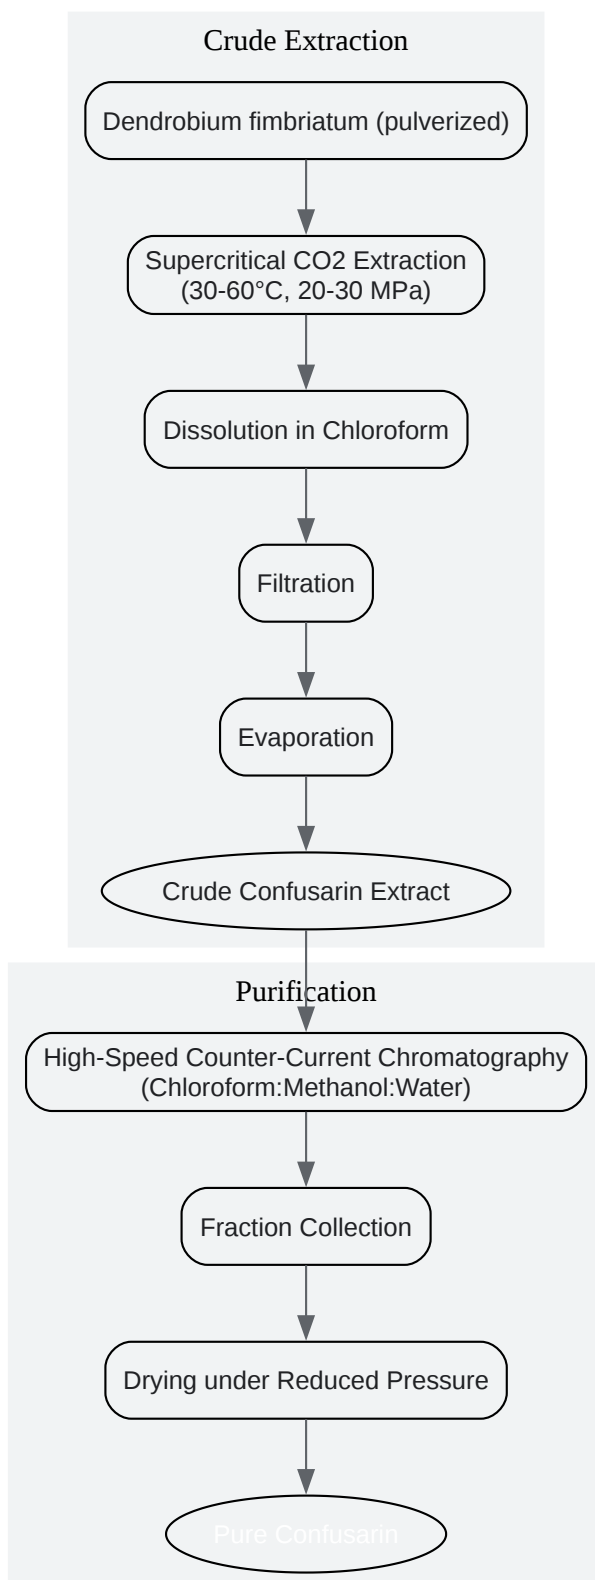 Crude Extraction
Dendrobium fimbriatum (pulverized)
Supercritical CO2 Extraction
(30-60°C, 20-30 MPa)
Dissolution in Chloroform
Filtration
Evaporation
Crude Confusarin Extract
Purification
High-Speed Counter-Current Chromatography
(Chloroform:Methanol:Water)
Fraction Collection
Drying under Reduced Pressure
Pure Confusarin